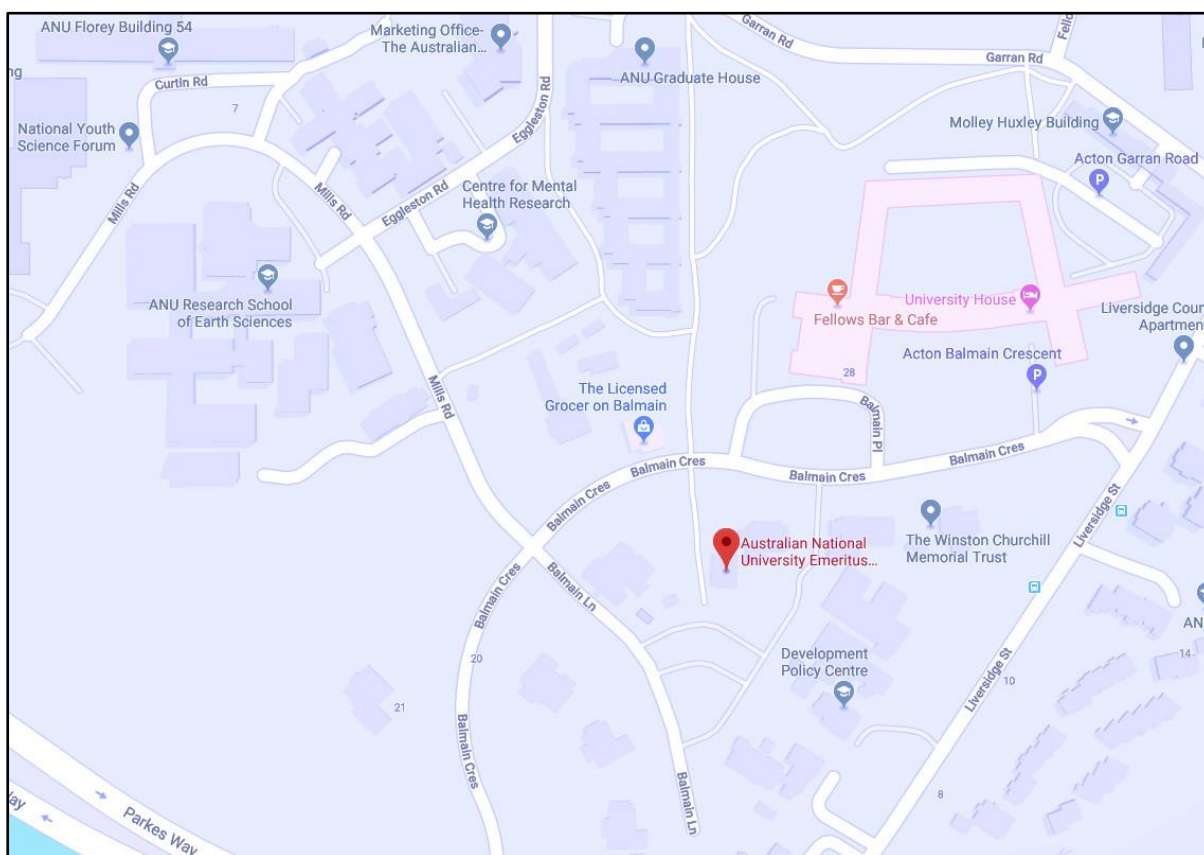 ANU Florey Building 54
Marketing Office-
The Australian...
ng
Curtin Rd
7
National Youth
Science Forum
Eggleston Rd
ANU Graduate House
Garran Rd
Garran Rd
Fello
Molley Huxley Building
Acton Garran Road
P
Mills Rd
Mills Rd
Eggleston Rd
Centre for Mental
Health Research
ANU Research School
of Earth Sciences
Fellows Bar & Cafe
University House
Liversidge Cour
Apartmen
Acton Balmain Crescent
P
28
Mills Rd
The Licensed
Grocer on Balmain
Balmain Pl
Balmain Cres
Balmain Cres
Balmain Cres
Balmain Cres
Liversidge St
Australian National
University Emeritus...
The Winston Churchill
Memorial Trust
Balmain Cres
Balmain Ln
20
21
Development
Policy Centre
AN
14
10
Liversidge St
Balmain Cres
Balmain Ln
8
Parkes Way
Way